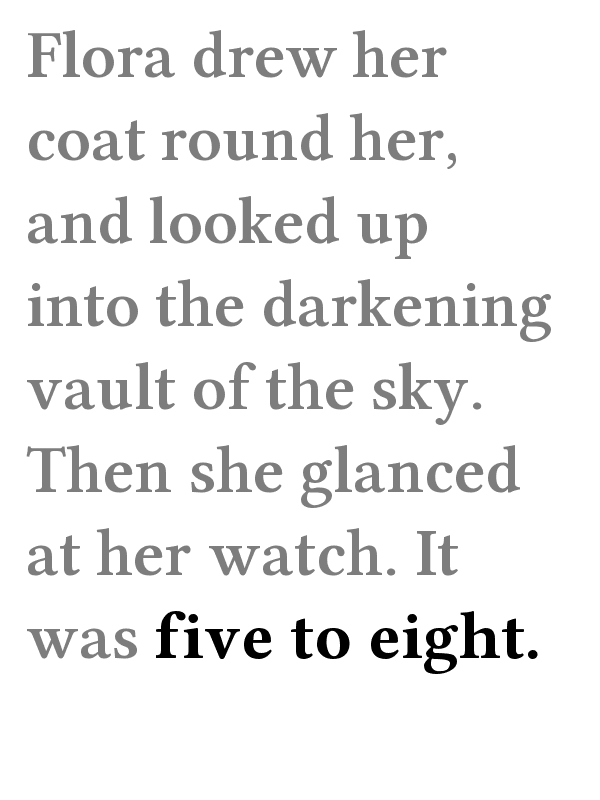 Flora drew her
coat round her,
and looked up
into the darkening
vault of the sky.
Then she glanced
at her watch. It
was five to eight.